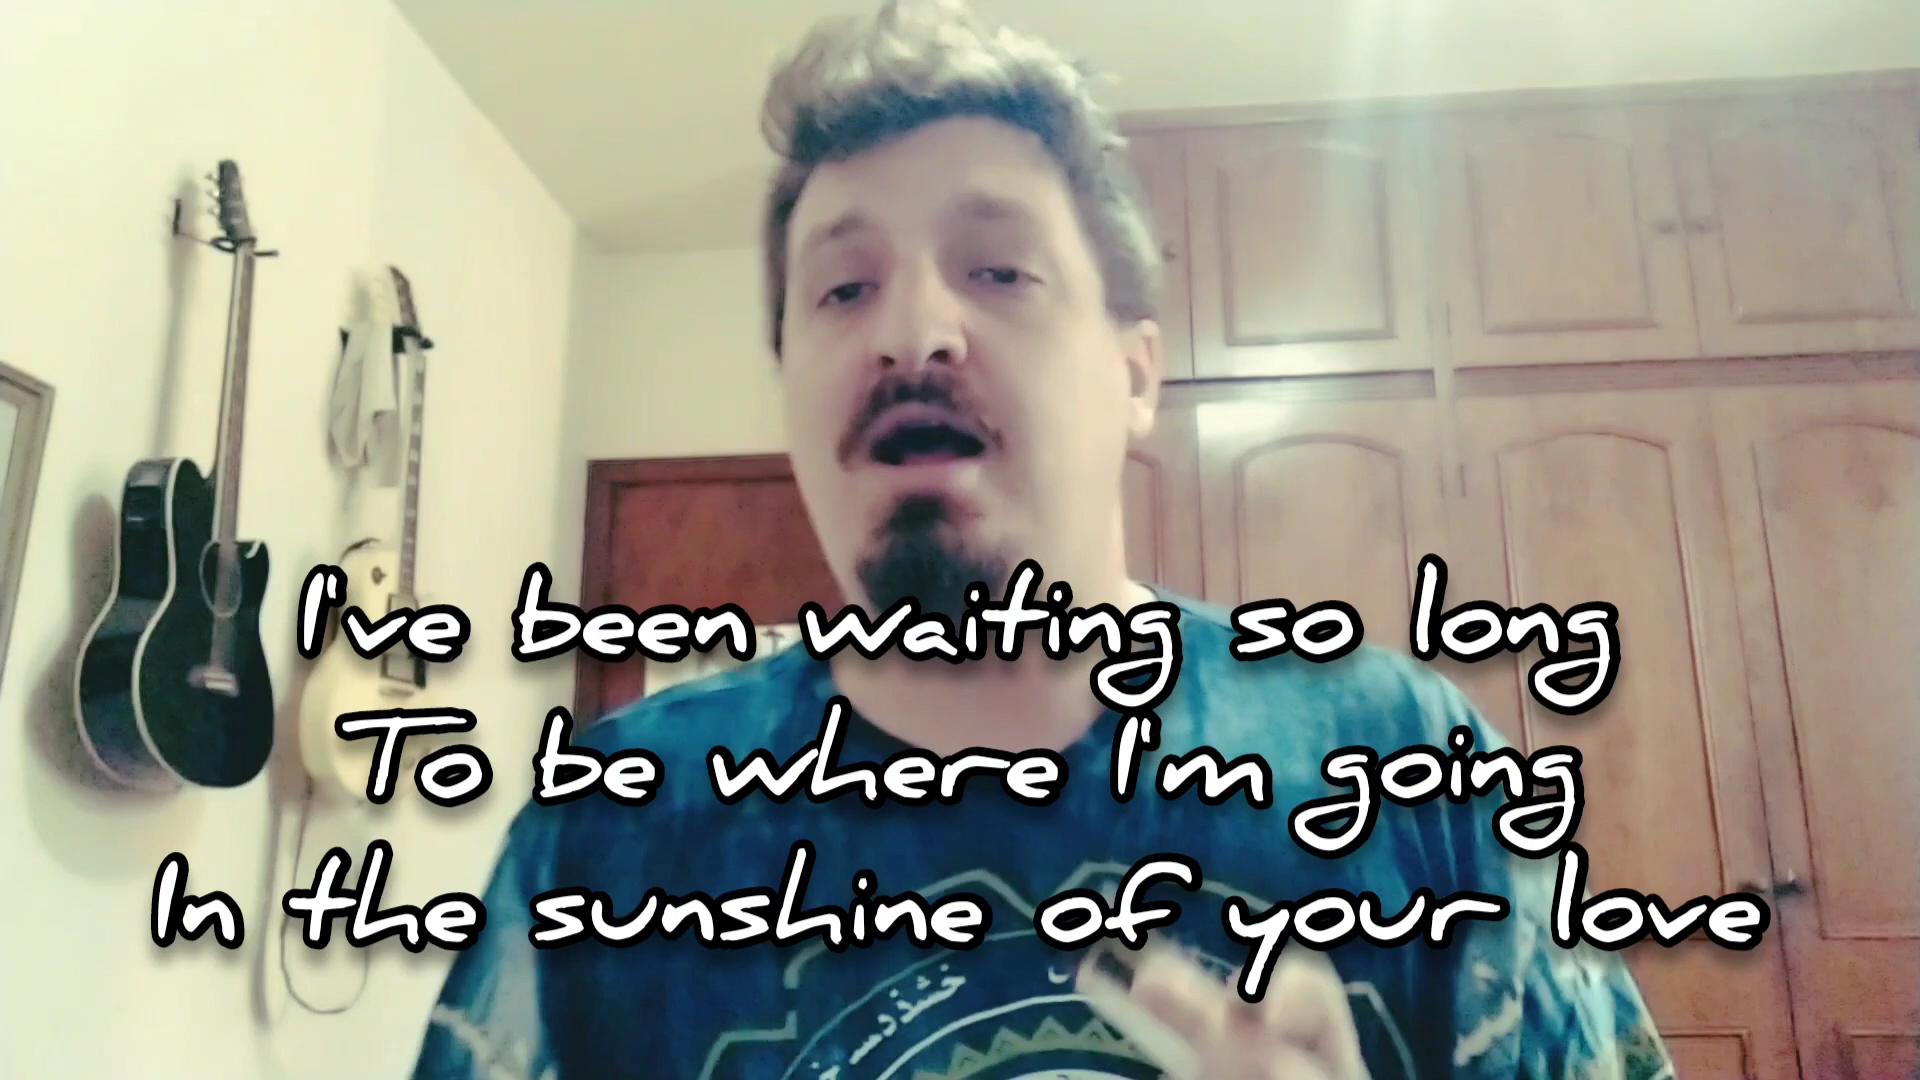 I've been waiting so long
To be where I'm going
In the sunshine of your love